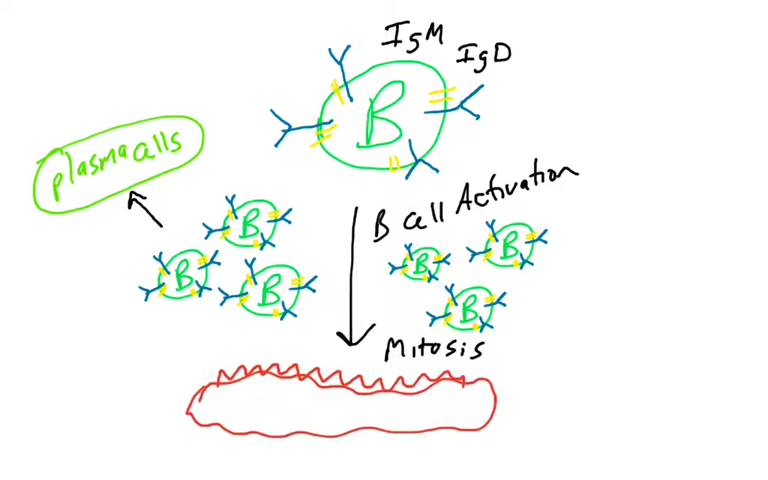 IgM
IgD
B
plasma cells
B cell Activation
B
B
B
B
B
B
Mitosis